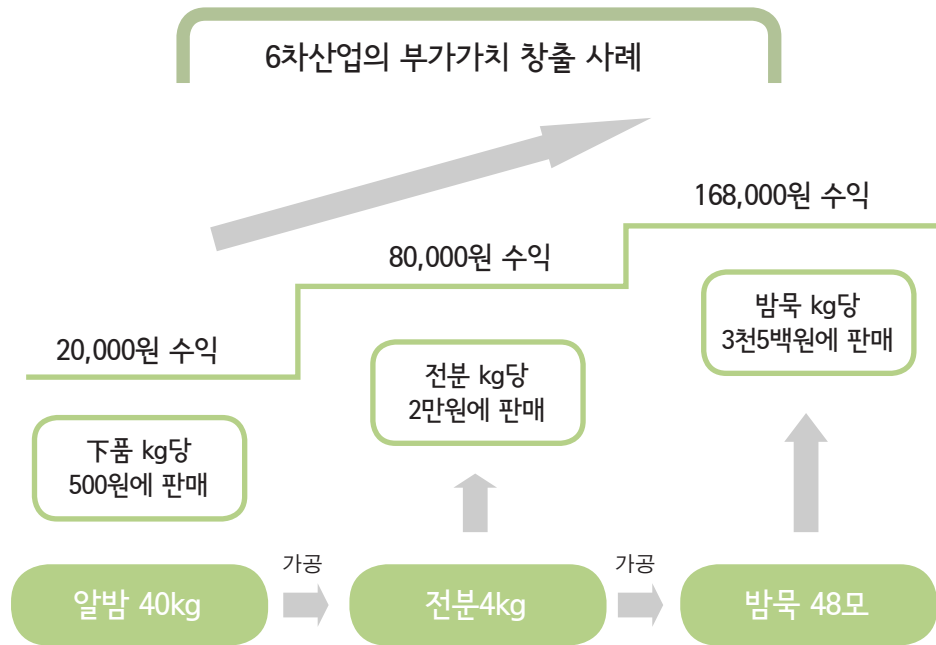 6차산업의 부가가치 창출 사례
168,000원 수익
80,000원 수익
20,000원 수익
밤묵 kg당
3천5백원에 판매
전분 kg당
2만원에 판매
下품 kg당
500원에 판매
가공
가공
알밤 40kg
전분4kg
밤묵 48모